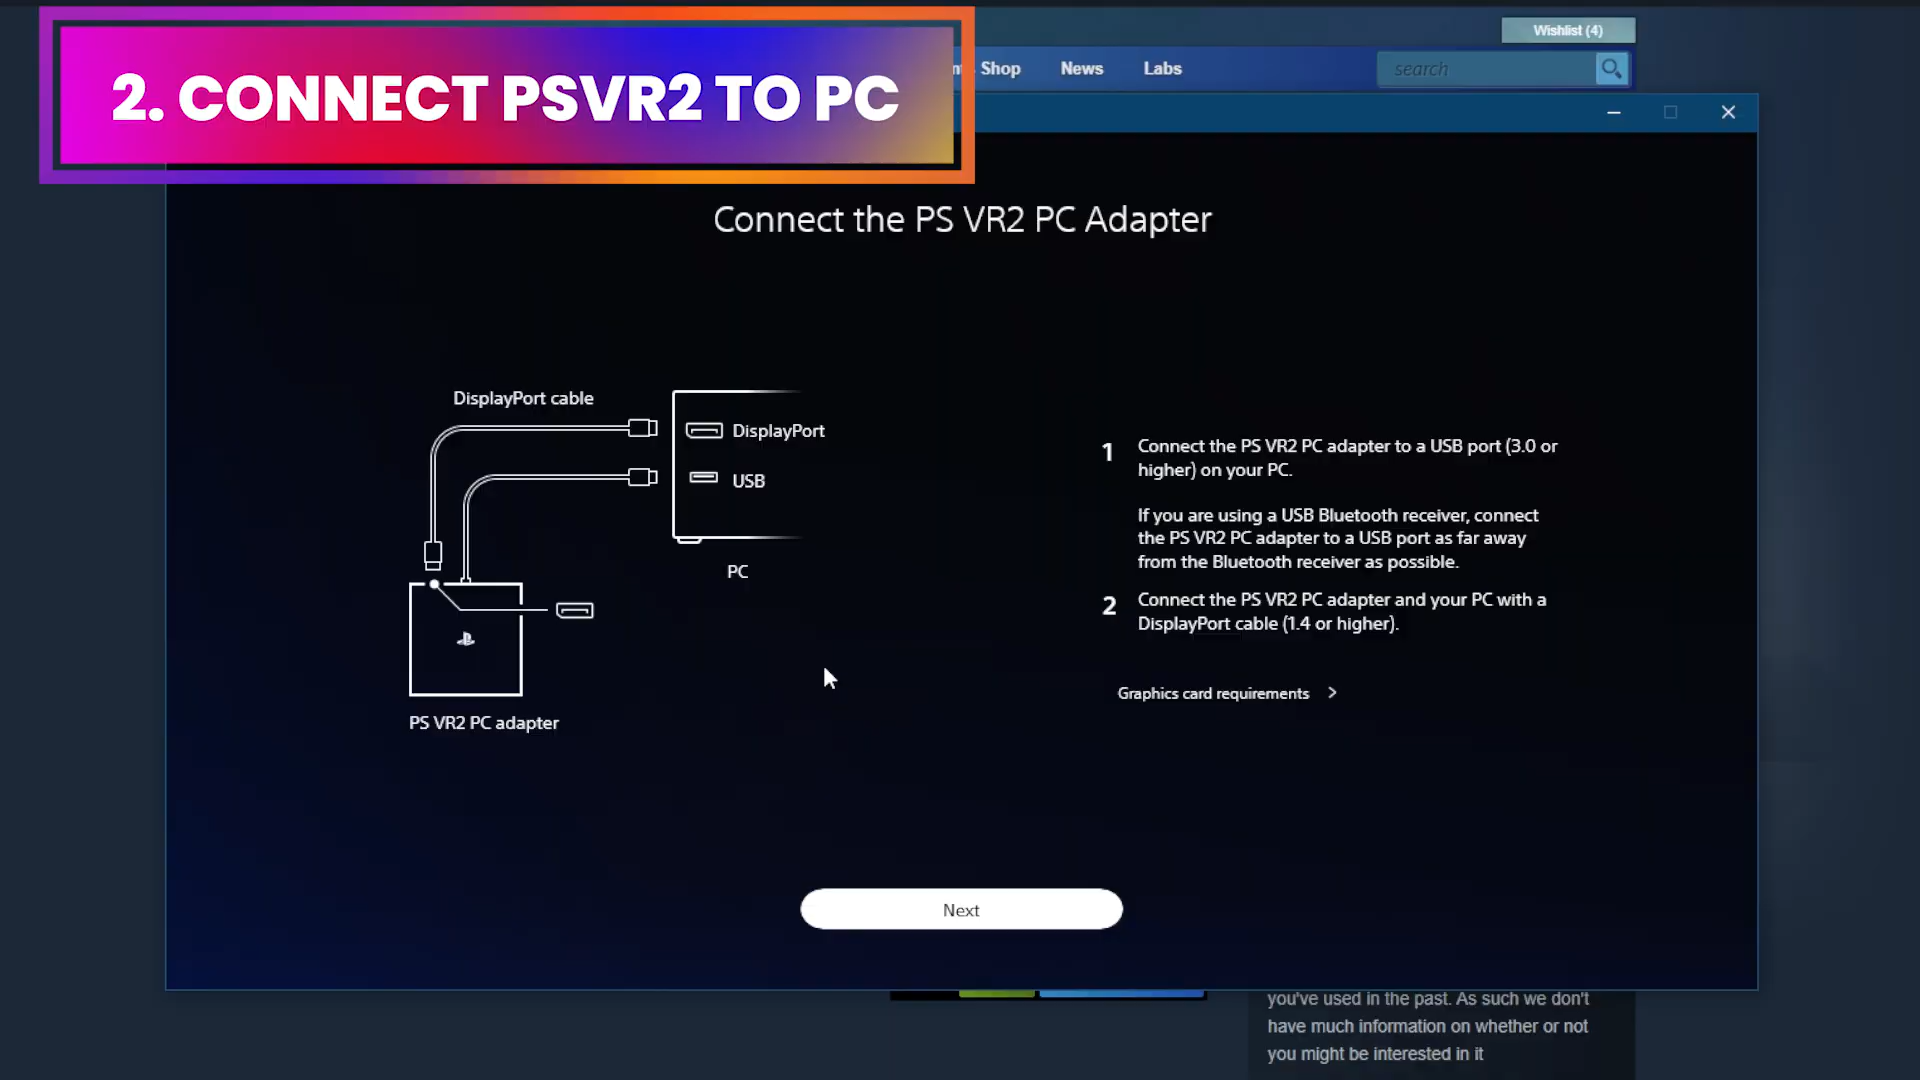 2. CONNECT PSVR2 TO PC
Wishlist (4)
Shop
News
Labs
search
Connect the PS VR2 PC Adapter
DisplayPort cable
DisplayPort
USB
PC
PS VR2 PC adapter
1 Connect the PS VR2 PC adapter to a USB port (3.0 or
higher) on your PC.
If you are using a USB Bluetooth receiver, connect
the PS VR2 PC adapter to a USB port as far away
from the Bluetooth receiver as possible.
2 Connect the PS VR2 PC adapter and your PC with a
DisplayPort cable (1.4 or higher).
Graphics card requirements >
Next
you've used in the past. As such we don't
have much information on whether or not
you might be interested in it